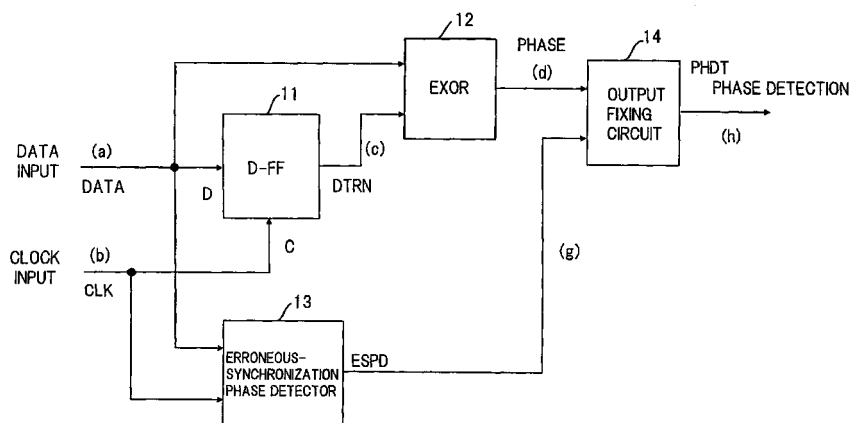 12
EXOR
PHASE
(d)
14
OUTPUT
FIXING
CIRCUIT
PHDT
PHASE DETECTION
(h)
11
D-FF
(c)
DTRN
DATA
INPUT
(a)
DATA
D
C
CLOCK
INPUT
(b)
CLK
(g)
13
ERRONEOUS-
SYNCHRONIZATION
PHASE DETECTOR
ESPD